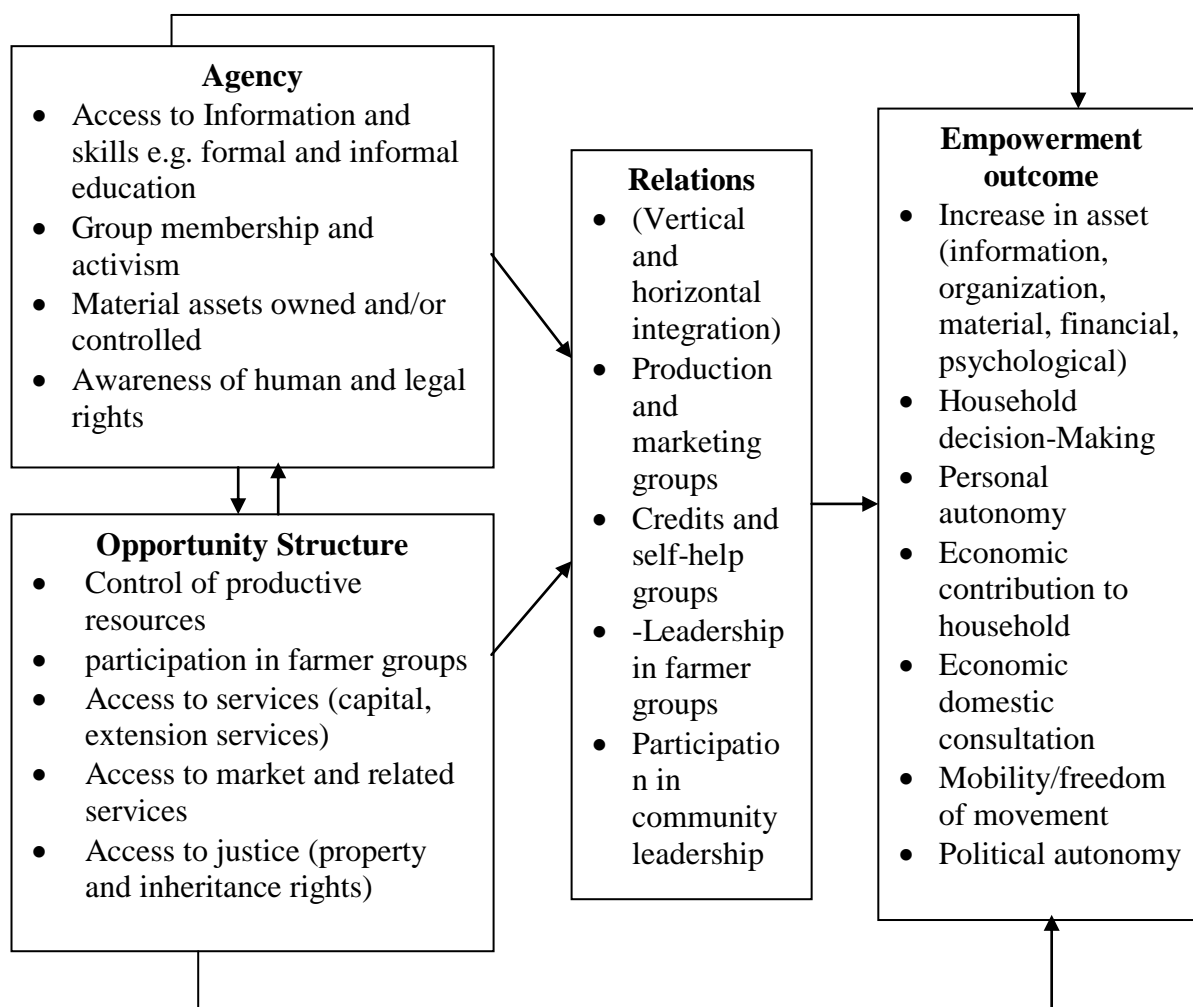 Agency
• Access to Information and
skills e.g. formal and informal
education
• Group membership and
activism
• Material assets owned and/or
controlled
• Awareness of human and legal
rights
Opportunity Structure
• Control of productive
resources
• participation in farmer groups
• Access to services (capital,
extension services)
• Access to market and related
services
• Access to justice (property
and inheritance rights)
Relations
• (Vertical
and
horizontal
integration)
• Production
and
marketing
groups
• Credits and
self-help
groups
• -Leadership
in farmer
groups
• Participatio
n in
community
leadership
Empowerment
outcome
• Increase in asset
(information,
organization,
material, financial,
psychological)
• Household
decision-Making
• Personal
autonomy
• Economic
contribution to
household
• Economic
domestic
consultation
• Mobility/freedom
of movement
• Political autonomy